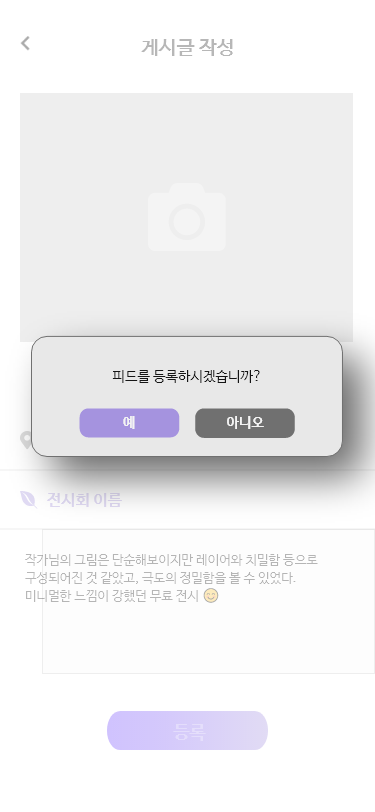 게시글 작성
피드를 등록하시겠습니까?
예
아니오
전시회 이름
작가님의 그림은 단순해보이지만 레이어와 치밀함 등으로
구성되어진 것 같았고, 극도의 정밀함을 볼 수 있었다.
미니멀한 느낌이 강했던 무료 전시 😌
등록